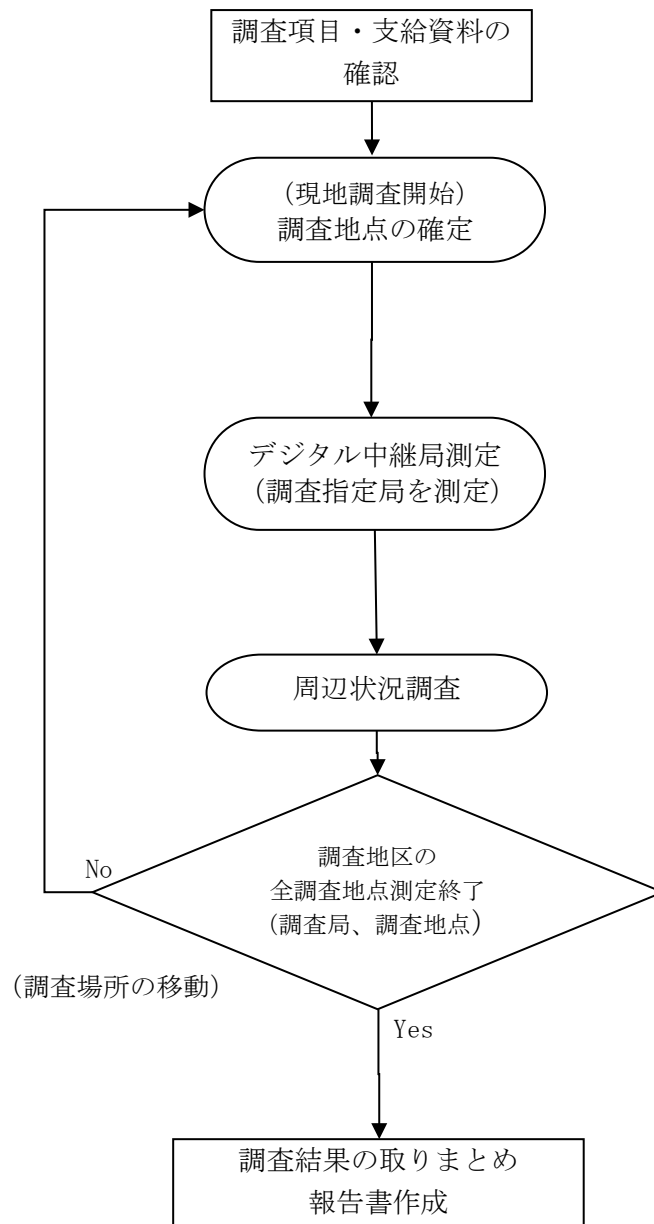 調査項目・支給資料の
確認
(現地調査開始)
調査地点の確定
デジタル中継局測定
(調査指定局を測定)
周辺状況調査
調査地区の
全調査地点測定終了
(調査局、調査地点)
No
(調査場所の移動)
Yes
調査結果の取りまとめ
報告書作成